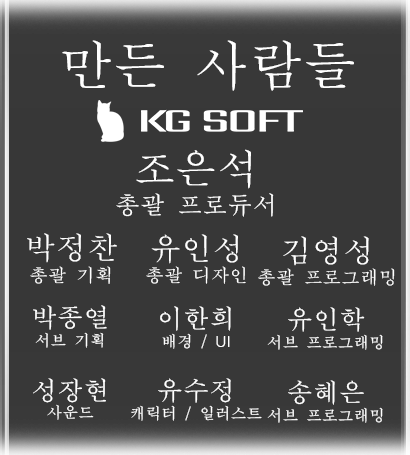 만든 사람들
KG SOFT
조은석
총괄 프로듀서
박정찬 유인성 김영성
총괄 기획 총괄 디자인 총괄 프로그래밍
박종열 이한희 유인학
서브 기획 배경 / UI 서브 프로그래밍
성장현 유수정 송혜은
사운드 캐릭터 / 일러스트 서브 프로그래밍